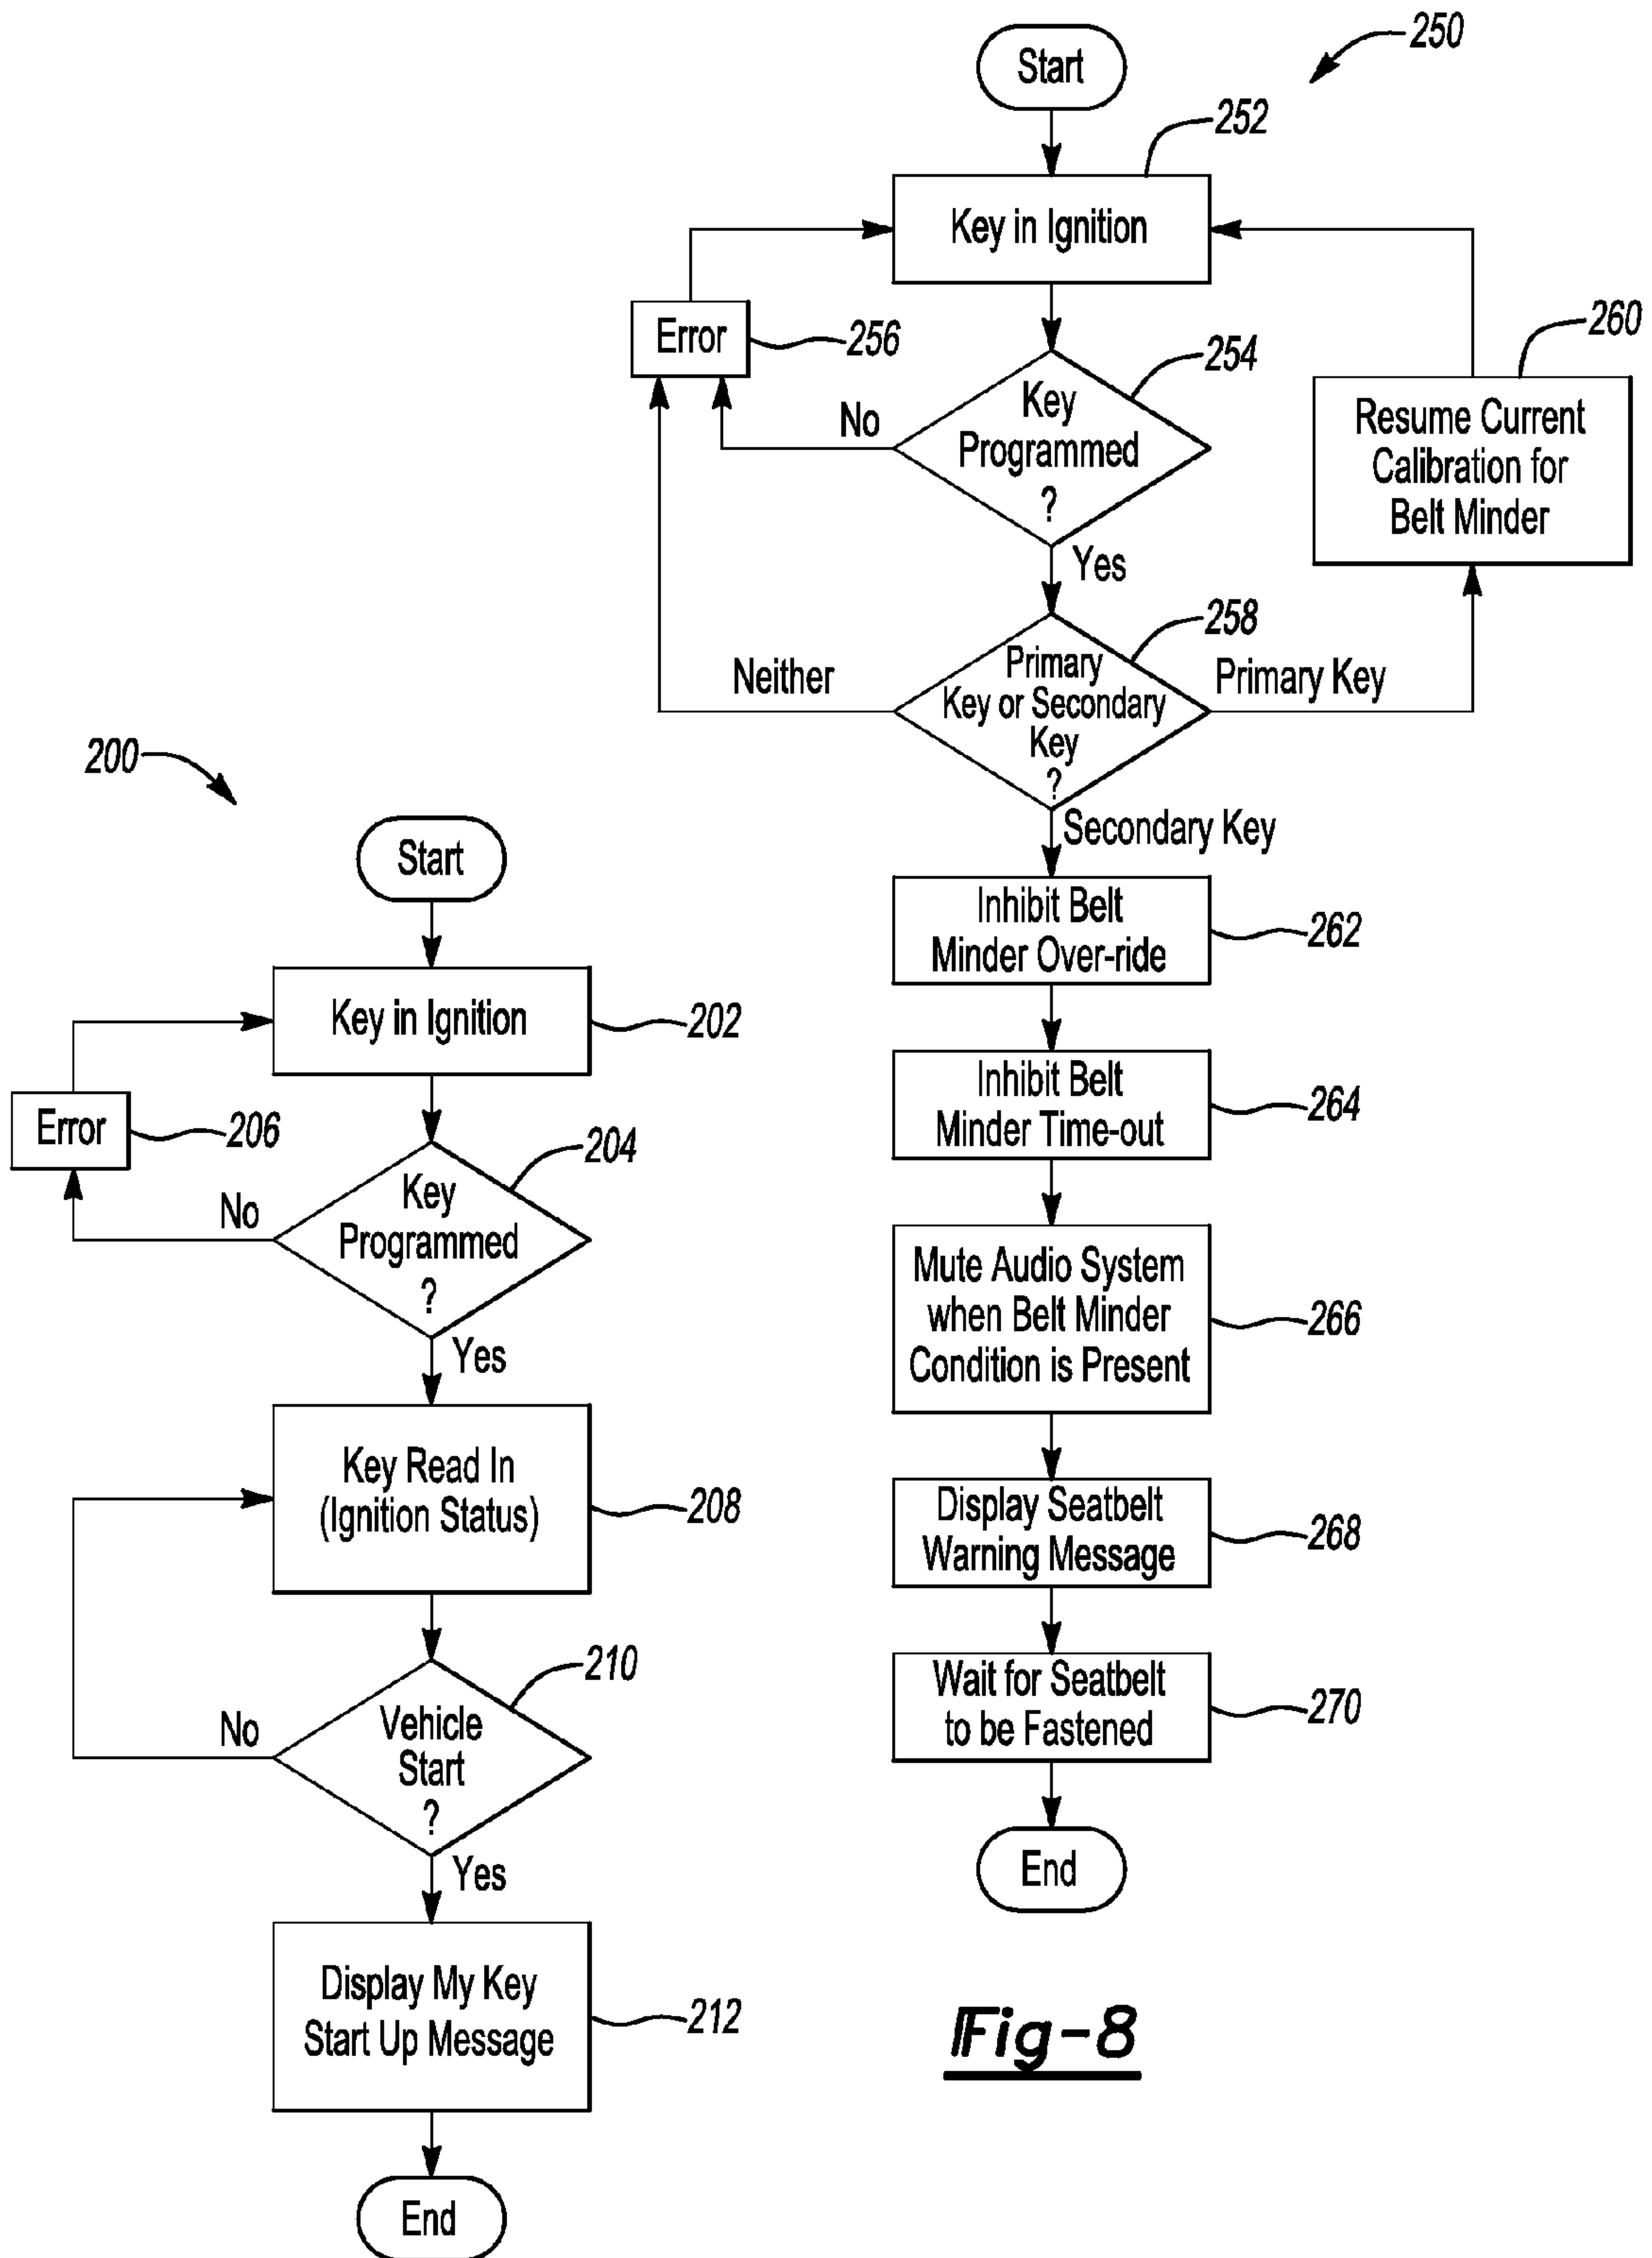 250
Start
252
Key in Ignition
Error
256
254
260
Key
Programmed
?
No
Resume Current
Calibration for
Belt Minder
Yes
258
Neither
Primary
Key or Secondary
Key
?
Primary Key
Secondary Key
Inhibit Belt
Minder Over-ride
262
Inhibit Belt
Minder Time-out
264
Mute Audio System
when Belt Minder
Condition is Present
266
Display Seatbelt
Warning Message
268
Wait for Seatbelt
to be Fastened
270
End
Fig-8
200
Start
Key in Ignition
202
Error
206
204
Key
Programmed
?
No
Yes
Key Read In
(Ignition Status)
208
210
Vehicle
Start
?
No
Yes
Display My Key
Start Up Message
212
End